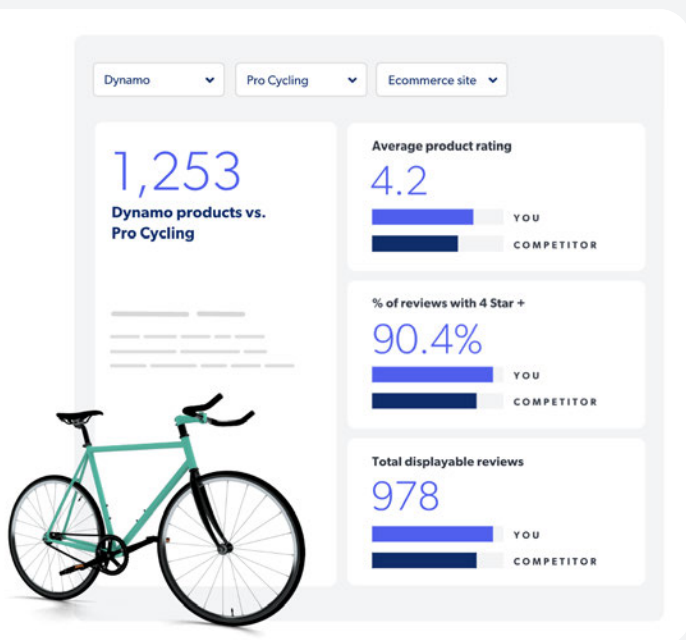 Dynamo
Pro Cycling
Ecommerce site
1,253
Dynamo products vs.
Pro Cycling
Average product rating
4.2
YOU
COMPETITOR
% of reviews with 4 Star +
90.4%
YOU
COMPETITOR
Total displayable reviews
978
YOU
COMPETITOR